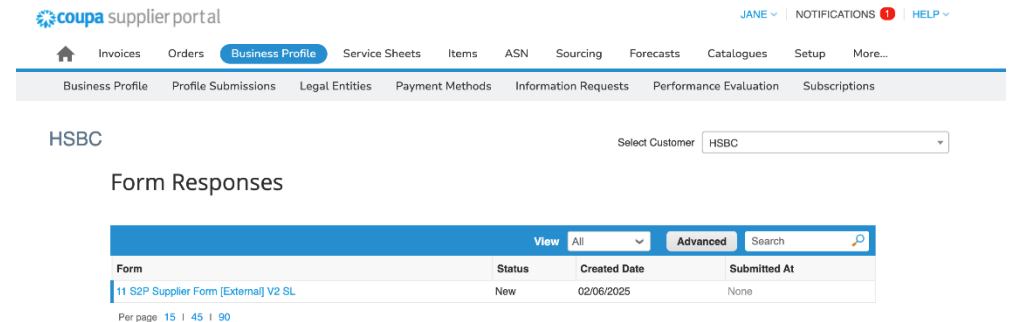 coupa supplier portal
JANE NOTIFICATIONS 1 HELP
Invoices Orders Business Profile Service Sheets Items ASN Sourcing Forecasts Catalogues Setup More...
Business Profile Profile Submissions Legal Entities Payment Methods Information Requests Performance Evaluation Subscriptions
HSBC
Select Customer HSBC
Form Responses
View All Advanced Search
Form Status Created Date Submitted At
11 S2P Supplier Form [External] V2 SL New 02/06/2025 None
Per page 15 | 45 | 90